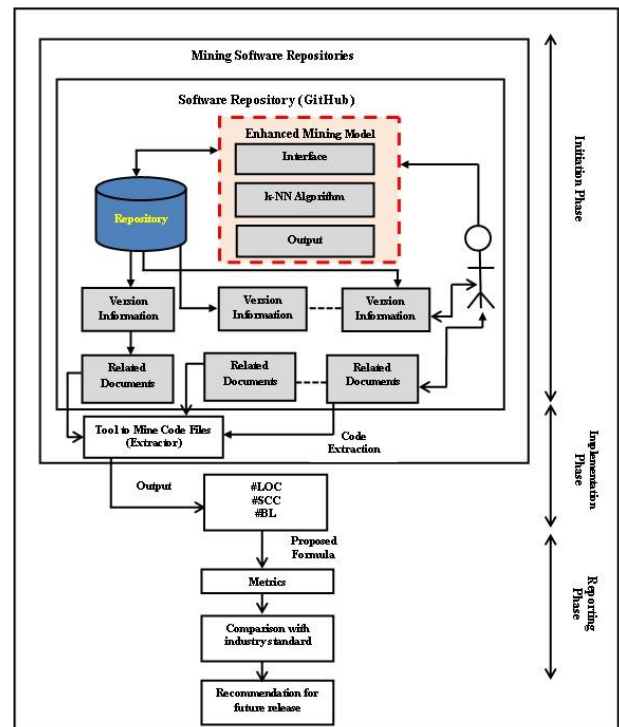 Mining Software Repositories
Software Repository (GitHub)
Enhanced Mining Model
Interface
k-NN Algorithm
Output
Repository
Version
Information
Version
Information
Version
Information
Related
Documents
Related
Documents
Related
Documents
Tool to Mine Code Files
(Extractor)
Code
Extraction
Output
#LOC
#SCC
#BL
Proposed
Formula
Metrics
Comparison with
industry standard
Recommendation for
future release
Initiation Phase
Implementation
Phase
Reporting
Phase